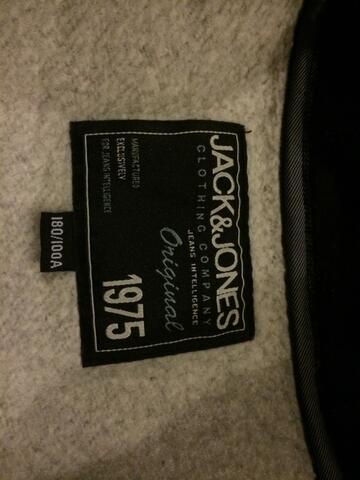 JACK&JONES
CLOTHING COMPANY
JEANS INTELLIGENCE
Original
MANUFACTURED
EXCLUSIVELY
FOR JEANS INTELLIGENCE
1975
180/100A